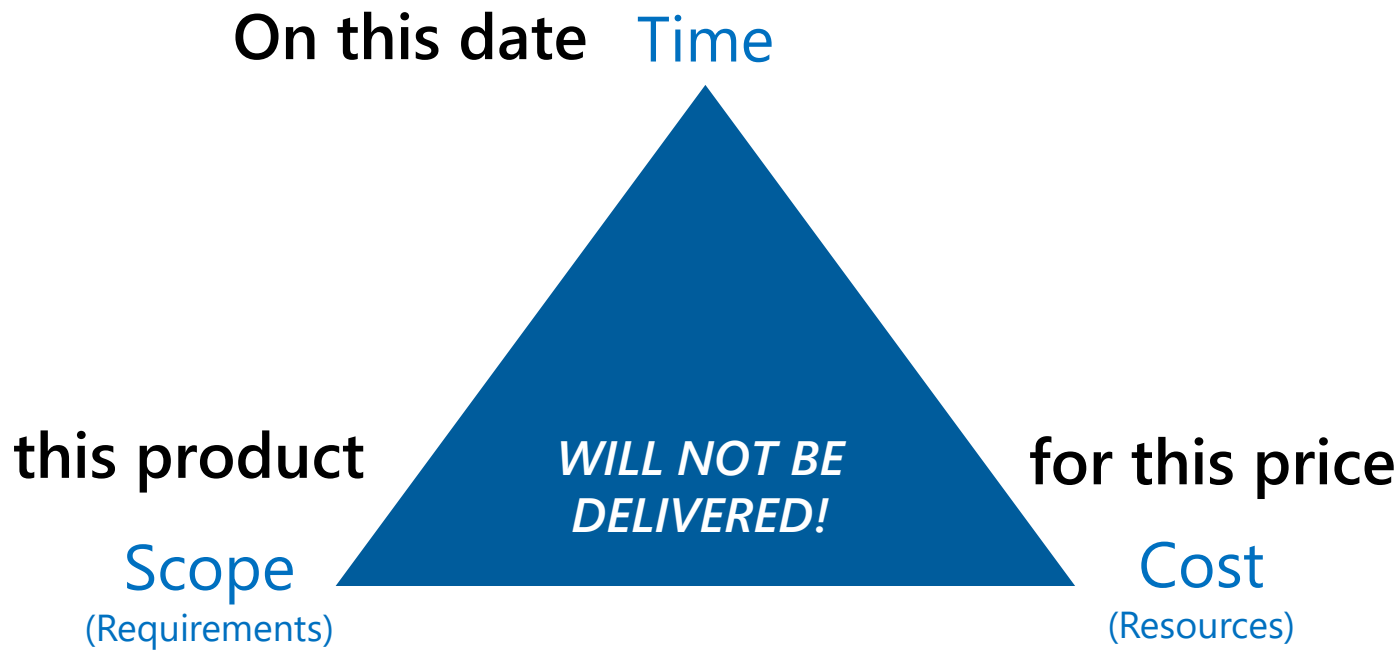 On this date Time
this product
WILL NOT BE
DELIVERED!
for this price
Scope
(Requirements)
Cost
(Resources)